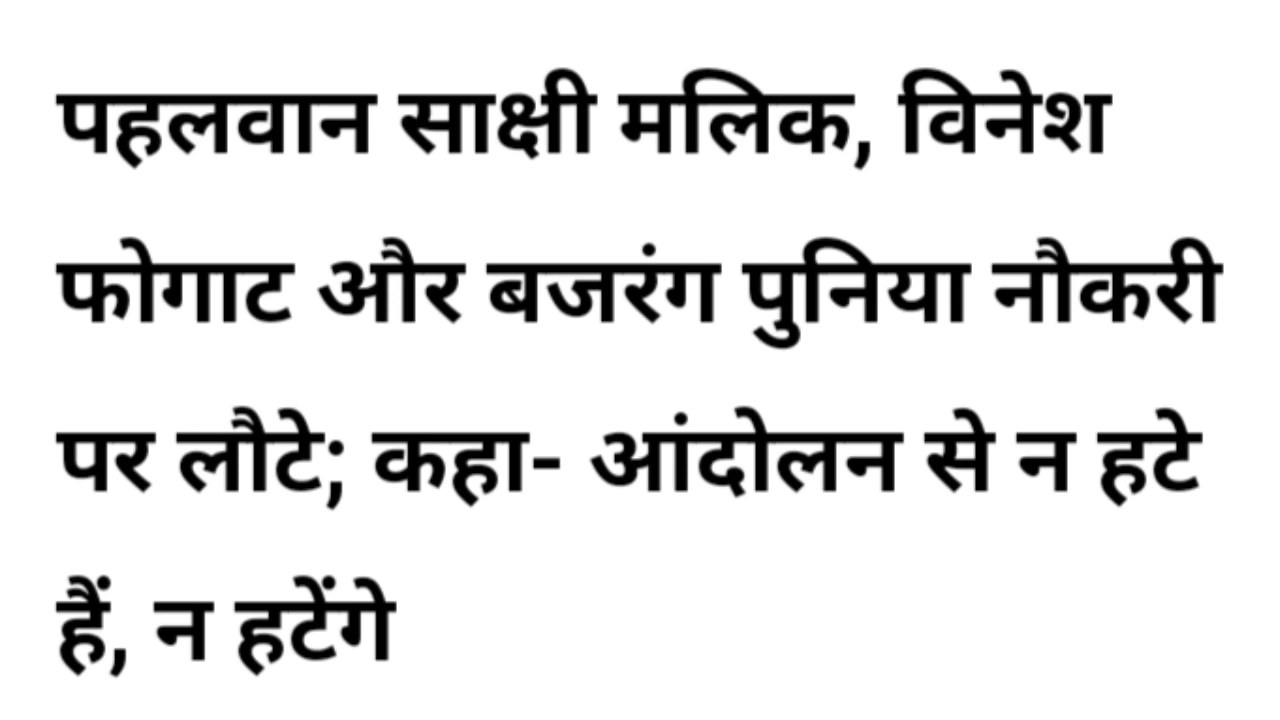 पहलवान साक्षी मलिक, विनेश
फोगाट और बजरंग पुनिया नौकरी
पर लौटे; कहा- आंदोलन से न हटे
हैं, न हटेंगे